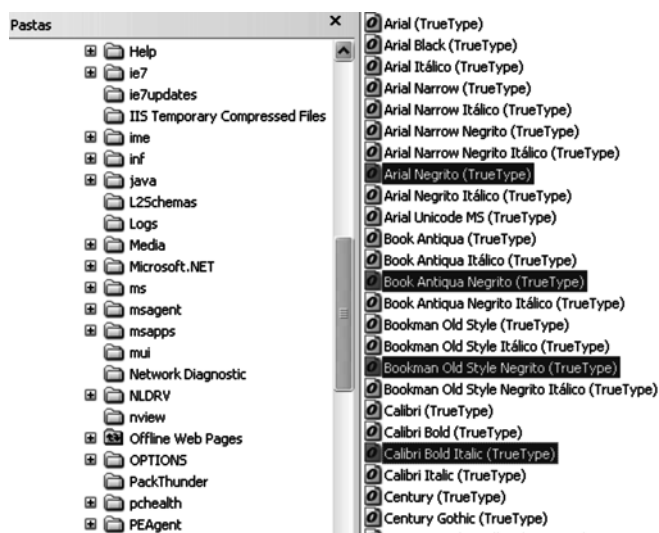 Pastas
Help
ie7
ie7updates
IIS Temporary Compressed Files
ime
inf
java
L2Schemas
Logs
Media
Microsoft.NET
ms
msagent
msapps
mui
Network Diagnostic
NLDRV
nview
Offline Web Pages
OPTIONS
PackThunder
pchealth
PEAgent
Arial (TrueType)
Arial Black (TrueType)
Arial Itálico (TrueType)
Arial Narrow (TrueType)
Arial Narrow Itálico (TrueType)
Arial Narrow Negrito (TrueType)
Arial Narrow Negrito Itálico (TrueType)
Arial Negrito (TrueType)
Arial Negrito Itálico (TrueType)
Arial Unicode MS (TrueType)
Book Antiqua (TrueType)
Book Antiqua Itálico (TrueType)
Book Antiqua Negrito (TrueType)
Book Antiqua Negrito Itálico (TrueType)
Bookman Old Style (TrueType)
Bookman Old Style Itálico (TrueType)
Bookman Old Style Negrito (TrueType)
Bookman Old Style Negrito Itálico (TrueType)
Calibri (TrueType)
Calibri Bold (TrueType)
Calibri Bold Italic (TrueType)
Calibri Italic (TrueType)
Century (TrueType)
Century Gothic (TrueType)